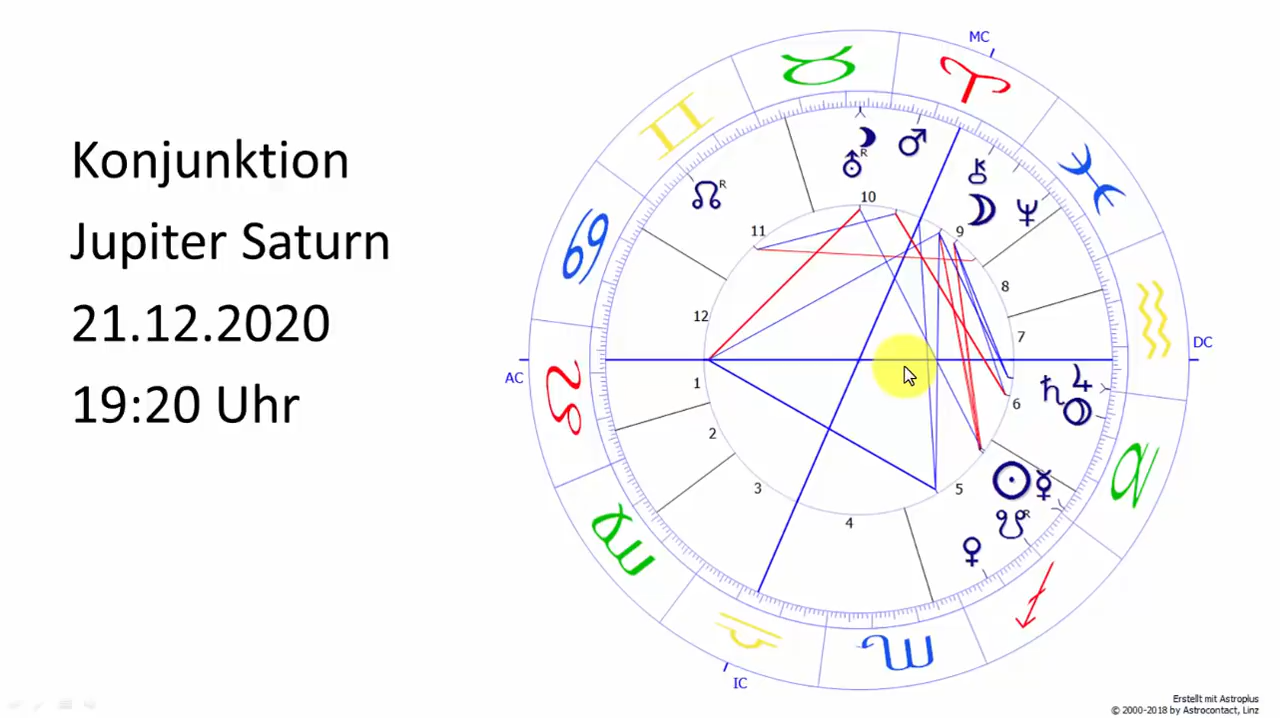 Konjunktion
Jupiter Saturn
21.12.2020
19:20 Uhr
MC
10
11
9
8
12
7
DC
AC
1
6
2
3
5
4
IC
R
R
R
Erstellt mit Astroplus
© 2000-2018 by Astrocontact, Linz